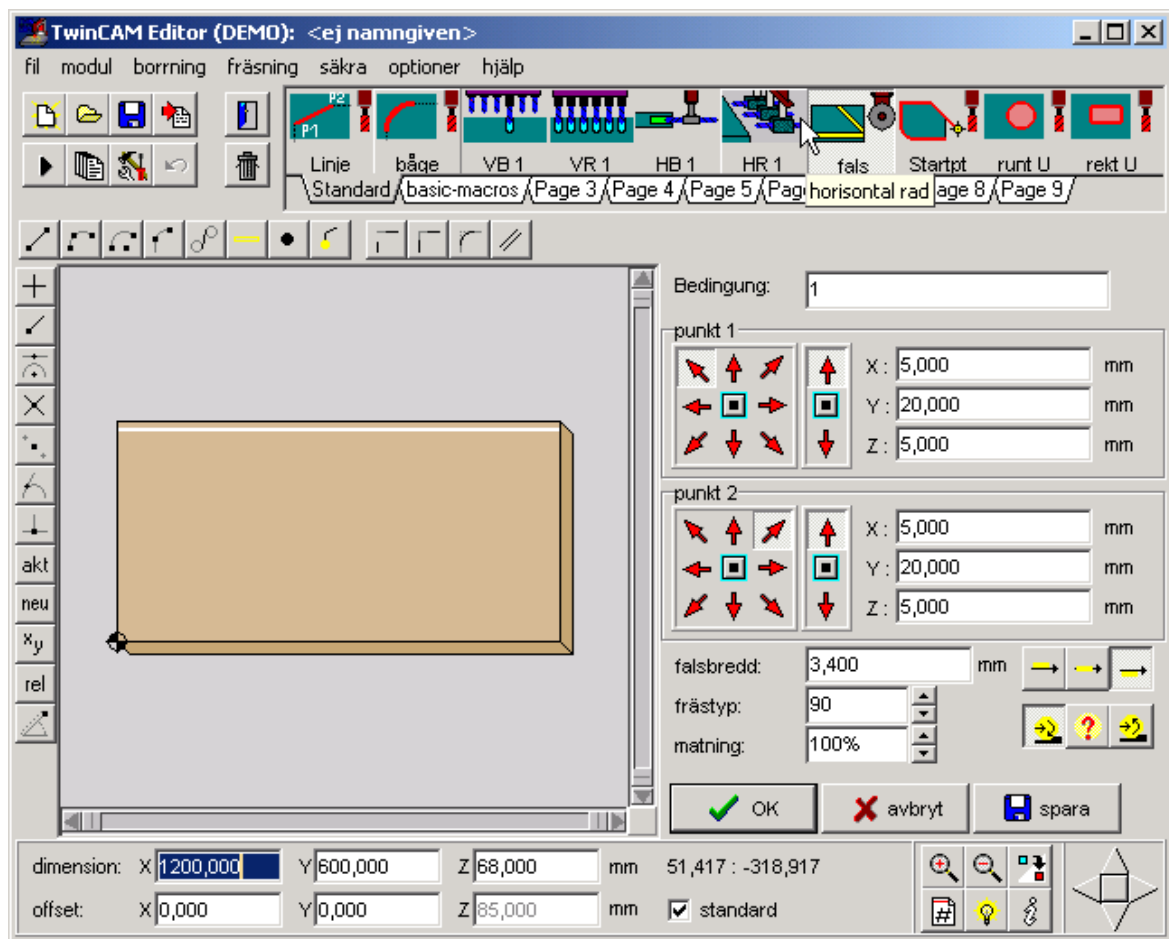 TwinCAM Editor (DEMO): <ej namngiven>
fil modul borrning fräsning säkra optioner hjälp
P2
P1
Linje båge VB 1 VR 1 HB 1 HR 1 fals Startpt runt U rekt U
Standard basic-macros Page 3 Page 4 Page 5 Pag horisontal rad age 8 Page 9
Bedingung: 1
punkt 1
X : 5,000 mm
Y : 20,000 mm
Z : 5,000 mm
punkt 2
X : 5,000 mm
Y : 20,000 mm
Z : 5,000 mm
akt
neu
xy
rel
falsbredd: 3,400 mm
frästyp: 90
?
matning: 100%
OK avbryt spara
dimension: X 1200,000 Y 600,000 Z 68,000 mm 51,417 : -318,917
offset: X 0,000 Y 0,000 Z 85,000 mm standard
# i